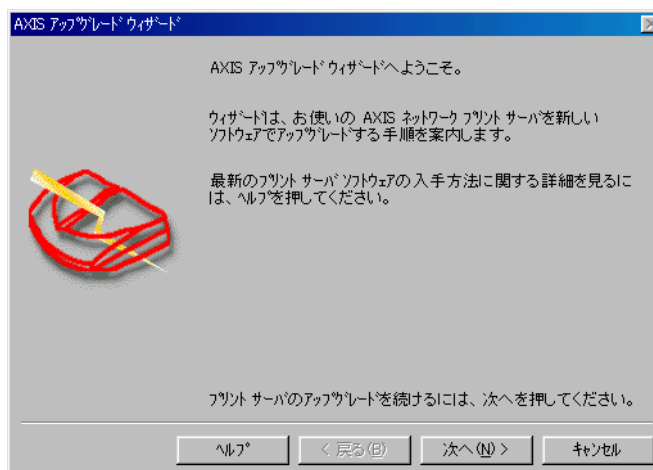 AXIS アップグレード ウィザード
AXIS アップグレード ウィザードへようこそ。
ウィザードは、お使いの AXIS ネットワーク プリント サーバを新しい
ソフトウェアでアップグレードする手順を案内します。
最新のプリント サーバ ソフトウェアの入手方法に関する詳細を見るに
は、ヘルプを押してください。
プリント サーバのアップグレードを続けるには、次へを押してください。
ヘルプ
< 戻る(B)
次へ(N) >
キャンセル